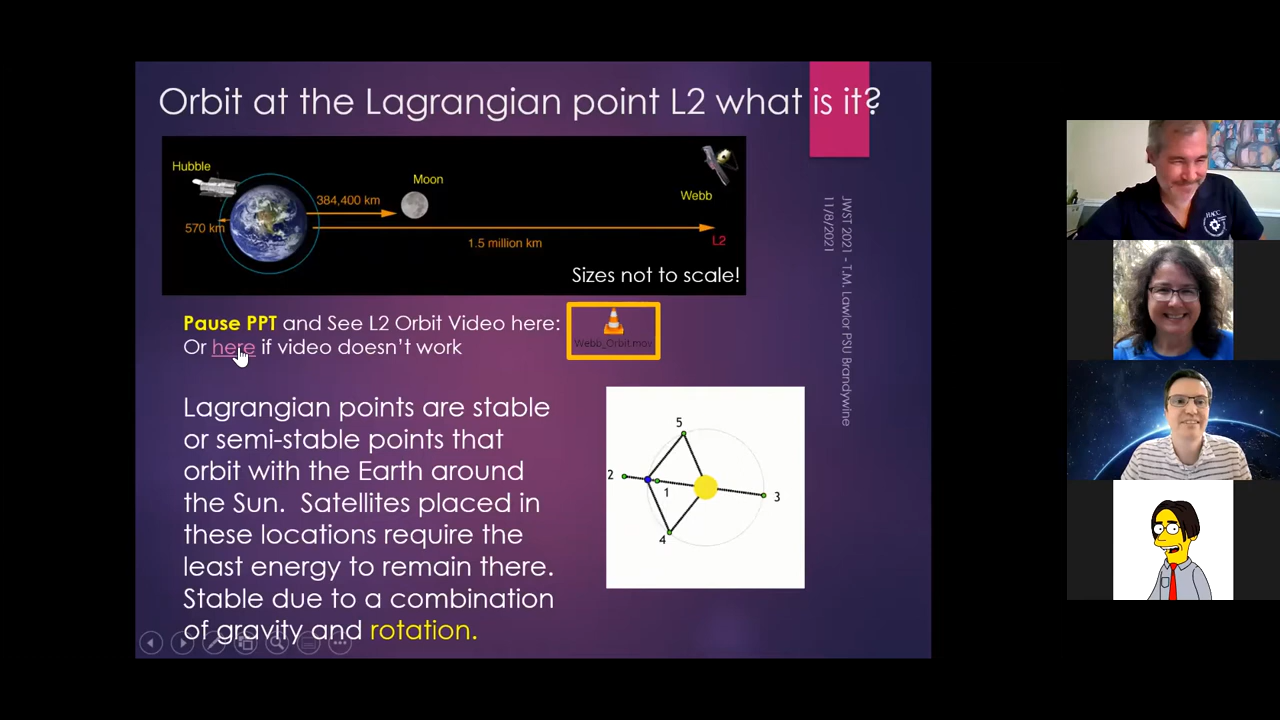 Orbit at the Lagrangian point L2 what is it?
Hubble
Moon
Webb
384,400 km
570 km
1.5 million km
L2
Sizes not to scale!
Pause PPT and See L2 Orbit Video here:
Webb_Orbit.mov
Or here if video doesn’t work
Lagrangian points are stable
or semi-stable points that
orbit with the Earth around
the Sun.  Satellites placed in
these locations require the
least energy to remain there.
Stable due to a combination
of gravity and rotation.
5
2
1
3
4
JWST 2021 - T.M. Lawlor PSU Brandywine
11/8/2021
HACC